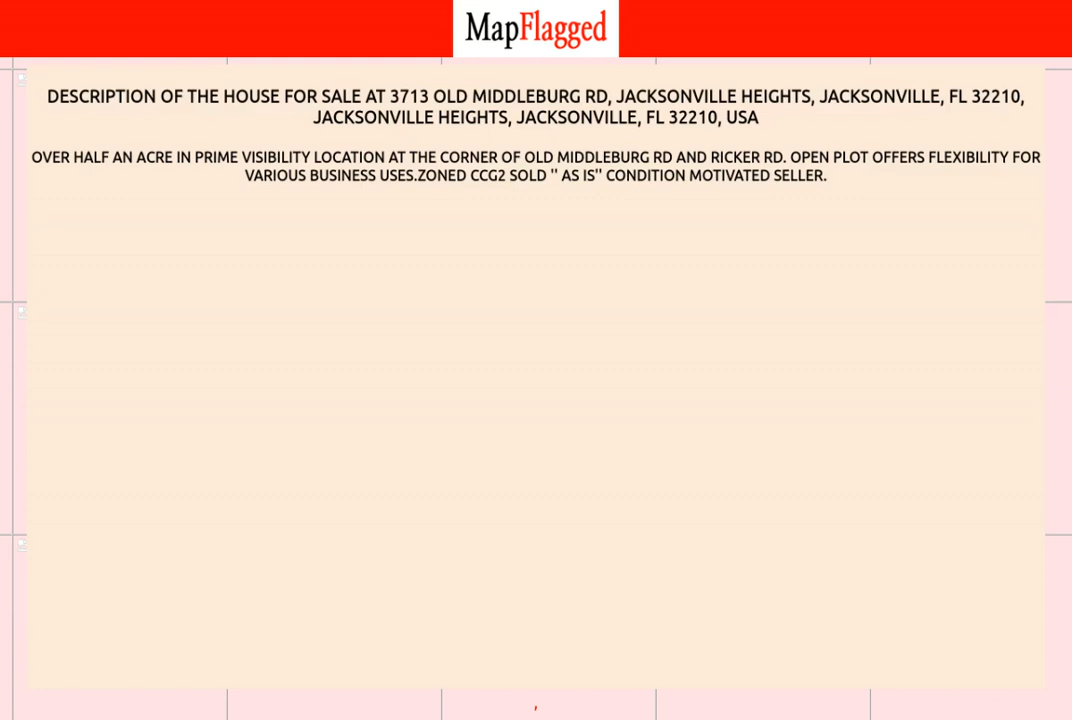 MapFlagged
DESCRIPTION OF THE HOUSE FOR SALE AT 3713 OLD MIDDLEBURG RD, JACKSONVILLE HEIGHTS, JACKSONVILLE, FL 32210,
JACKSONVILLE HEIGHTS, JACKSONVILLE, FL 32210, USA
OVER HALF AN ACRE IN PRIME VISIBILITY LOCATION AT THE CORNER OF OLD MIDDLEBURG RD AND RICKER RD. OPEN PLOT OFFERS FLEXIBILITY FOR
VARIOUS BUSINESS USES.ZONED CCG2 SOLD '' AS IS'' CONDITION MOTIVATED SELLER.
,